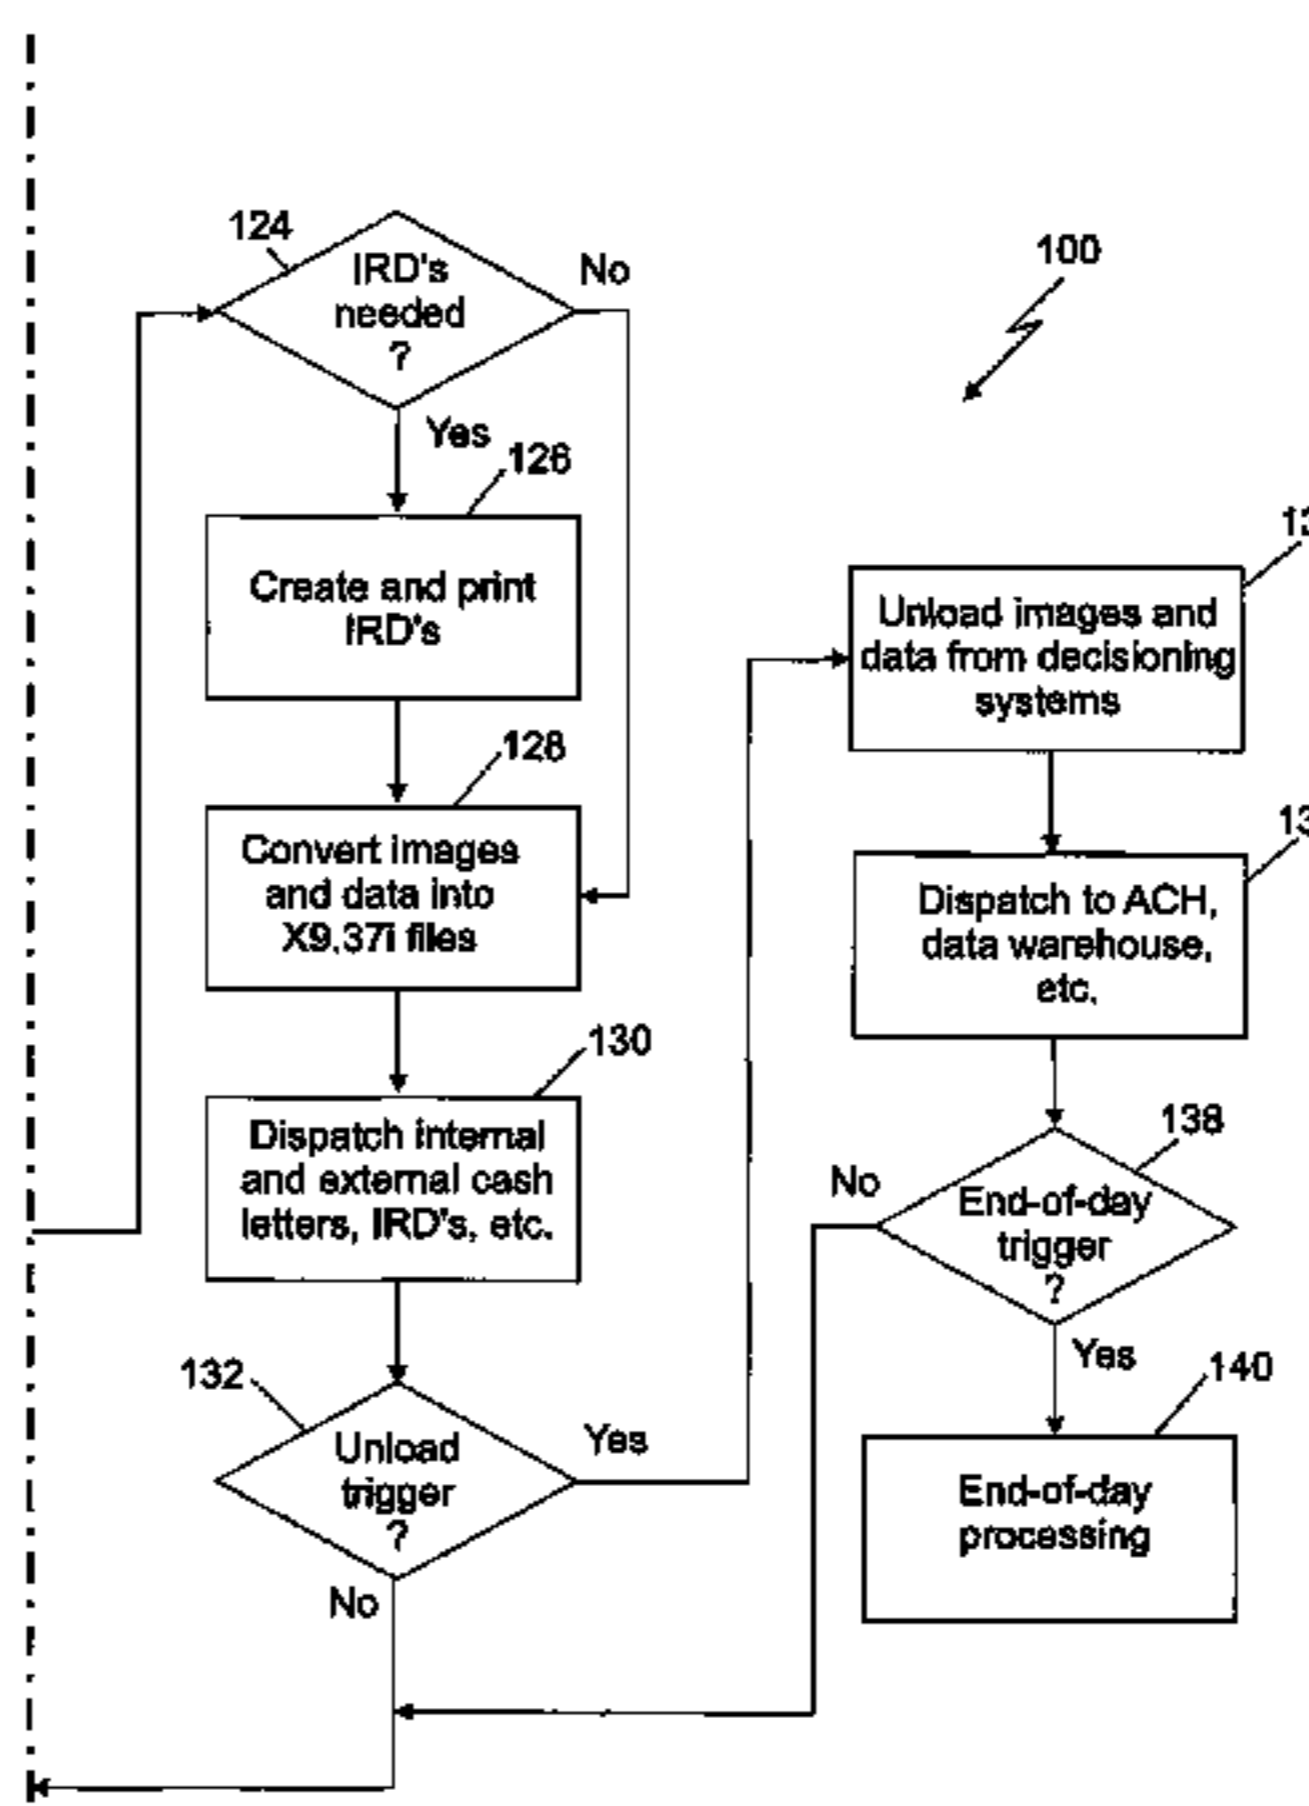 124
IRD's
needed
?
No
Yes
126
Create and print
IRD's
128
Convert images
and data into
X9.37i files
130
Dispatch internal
and external cash
letters, IRD's, etc.
132
Unload
trigger
?
Yes
No
100
Unload images and
data from decisioning
systems
Dispatch to ACH,
data warehouse,
etc.
138
No
End-of-day
trigger
?
Yes
140
End-of-day
processing